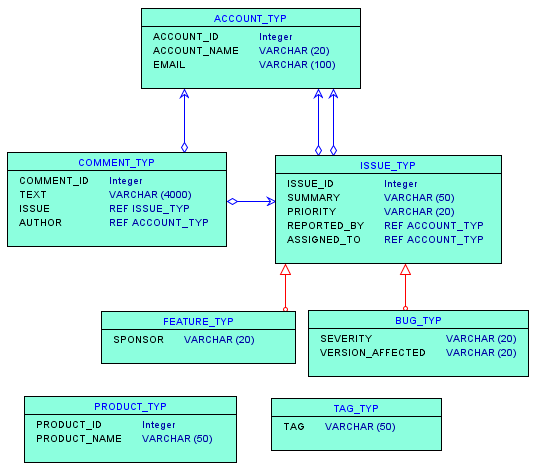 ACCOUNT_TYP
ACCOUNT_ID Integer
ACCOUNT_NAME VARCHAR (20)
EMAIL VARCHAR (100)
COMMENT_TYP
COMMENT_ID Integer
TEXT VARCHAR (4000)
ISSUE REF ISSUE_TYP
AUTHOR REF ACCOUNT_TYP
ISSUE_TYP
ISSUE_ID Integer
SUMMARY VARCHAR (50)
PRIORITY VARCHAR (20)
REPORTED_BY REF ACCOUNT_TYP
ASSIGNED_TO REF ACCOUNT_TYP
FEATURE_TYP
SPONSOR VARCHAR (20)
BUG_TYP
SEVERITY VARCHAR (20)
VERSION_AFFECTED VARCHAR (20)
PRODUCT_TYP
PRODUCT_ID Integer
PRODUCT_NAME VARCHAR (50)
TAG_TYP
TAG VARCHAR (50)